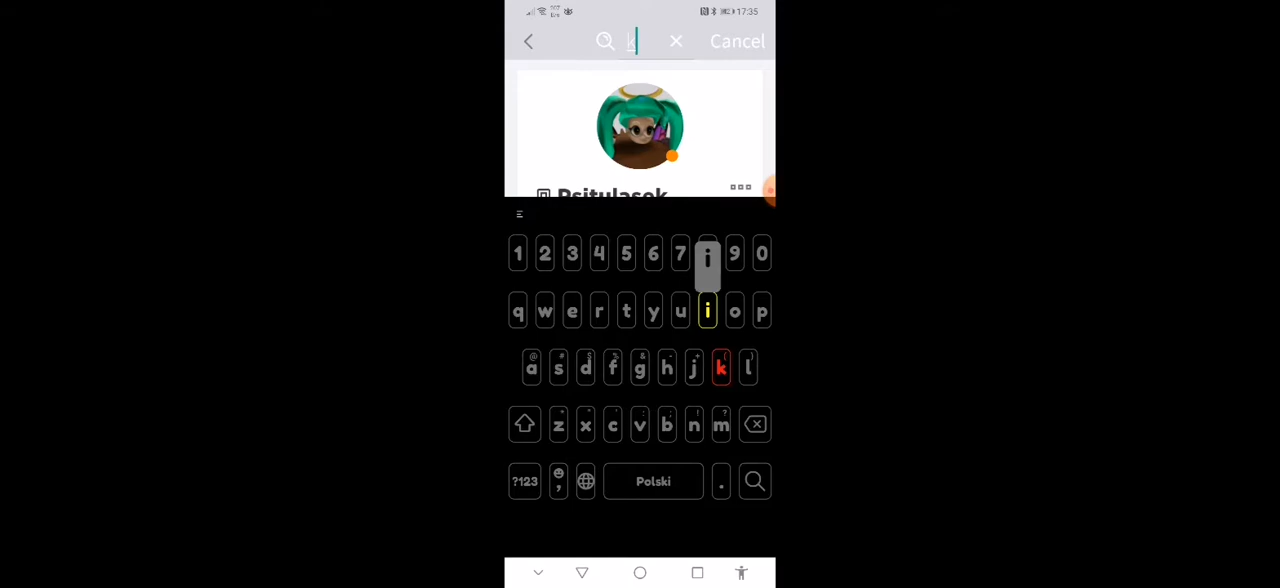 17:35
k Cancel
Psitulasek
1 2 3 4 5 6 7 i 9 0
q w e r t y u i o p
@ # $ % & - + ( )
a s d f g h j k l
* " ' : ; ! ?
z x c v b n m
?123 , Polski .